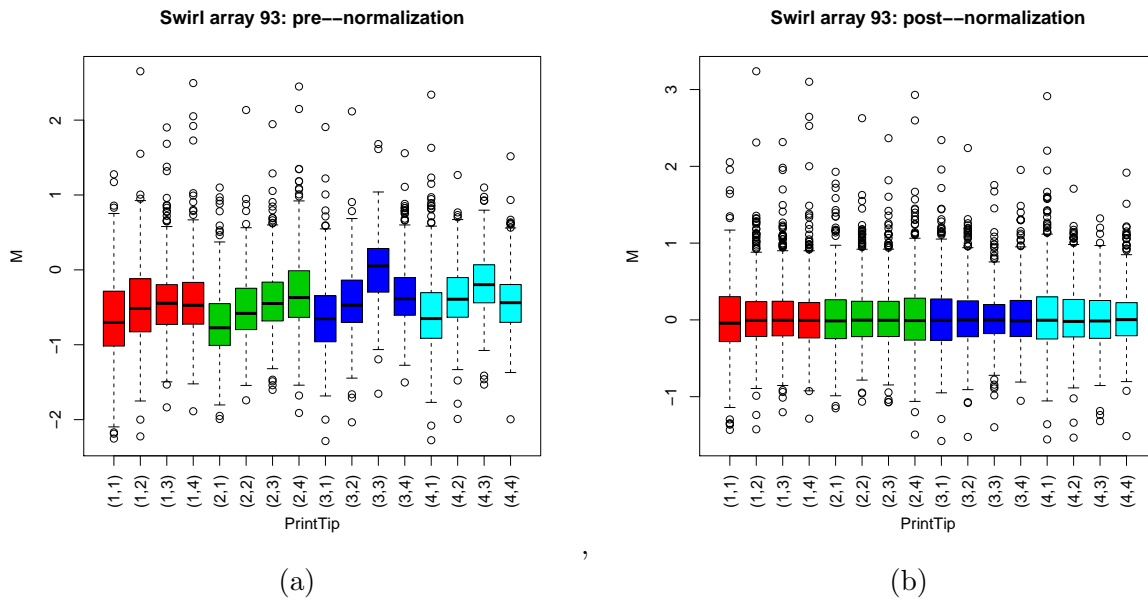 Swirl array 93: pre−−normalization
2
1
0
−1
−2
M
(1,1) (1,2) (1,3) (1,4) (2,1) (2,2) (2,3) (2,4) (3,1) (3,2) (3,3) (3,4) (4,1) (4,2) (4,3) (4,4)
PrintTip
(a)
,
Swirl array 93: post−−normalization
3
2
1
0
−1
M
(1,1) (1,2) (1,3) (1,4) (2,1) (2,2) (2,3) (2,4) (3,1) (3,2) (3,3) (3,4) (4,1) (4,2) (4,3) (4,4)
PrintTip
(b)